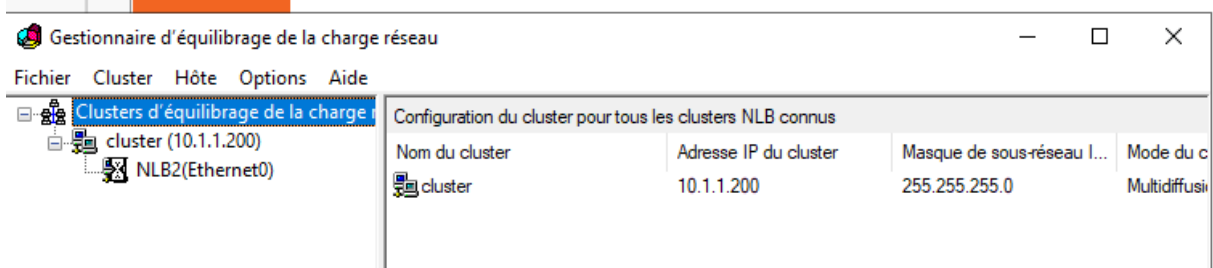 Gestionnaire d'équilibrage de la charge réseau
Fichier Cluster Hôte Options Aide
Clusters d'équilibrage de la charge
cluster (10.1.1.200)
NLB2(Ethernet0)
Configuration du cluster pour tous les clusters NLB connus
Nom du cluster Adresse IP du cluster Masque de sous-réseau I... Mode du c
cluster 10.1.1.200 255.255.255.0 Multidiffusi